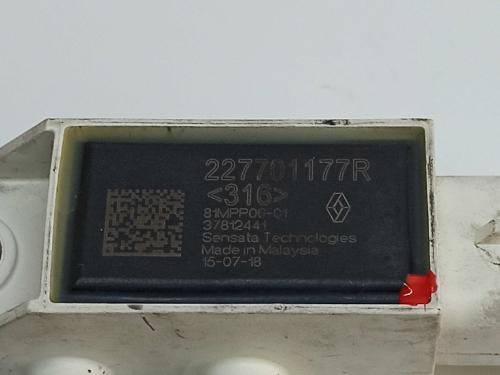 227701177R
<316>
81MPP06-01
37812441
Sensata Technologies
Made in Malaysia
15-07-18